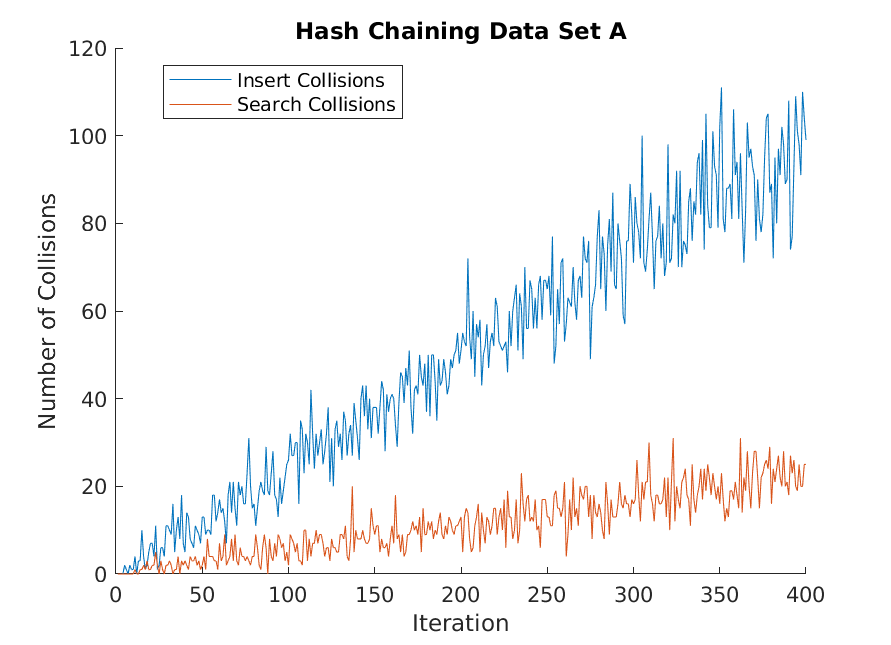 Hash Chaining Data Set A
120
100
80
60
40
20
0
Number of Collisions
Insert Collisions
Search Collisions
0 50 100 150 200 250 300 350 400
Iteration